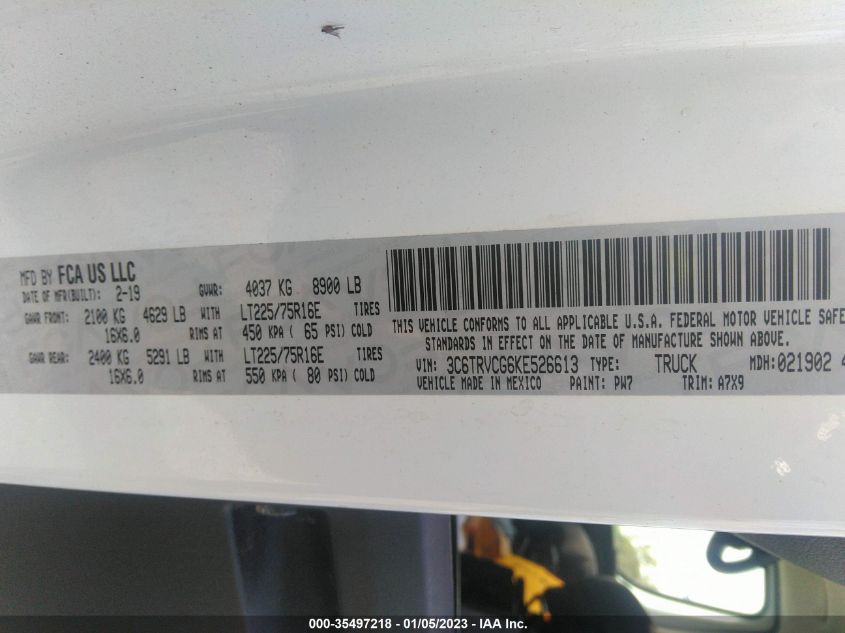 MFD BY FCA US LLC
DATE OF MFR(BUILT): 2-19 GVWR: 4037 KG 8900 LB
GAWR FRONT: 2100 KG 4629 LB WITH LT225/75R16E TIRES
16X6.0 RIMS AT 450 KPA ( 65 PSI) COLD
GAWR REAR: 2400 KG 5291 LB WITH LT225/75R16E TIRES
16X6.0 RIMS AT 550 KPA ( 80 PSI) COLD
THIS VEHICLE CONFORMS TO ALL APPLICABLE U.S.A. FEDERAL MOTOR VEHICLE SAFE
STANDARDS IN EFFECT ON THE DATE OF MANUFACTURE SHOWN ABOVE.
VIN: 3C6TRVCG6KE526613 TYPE: TRUCK MDH:021902 4
VEHICLE MADE IN MEXICO PAINT: PW7 TRIM: A7X9
000-35497218 - 01/05/2023 - IAA Inc.